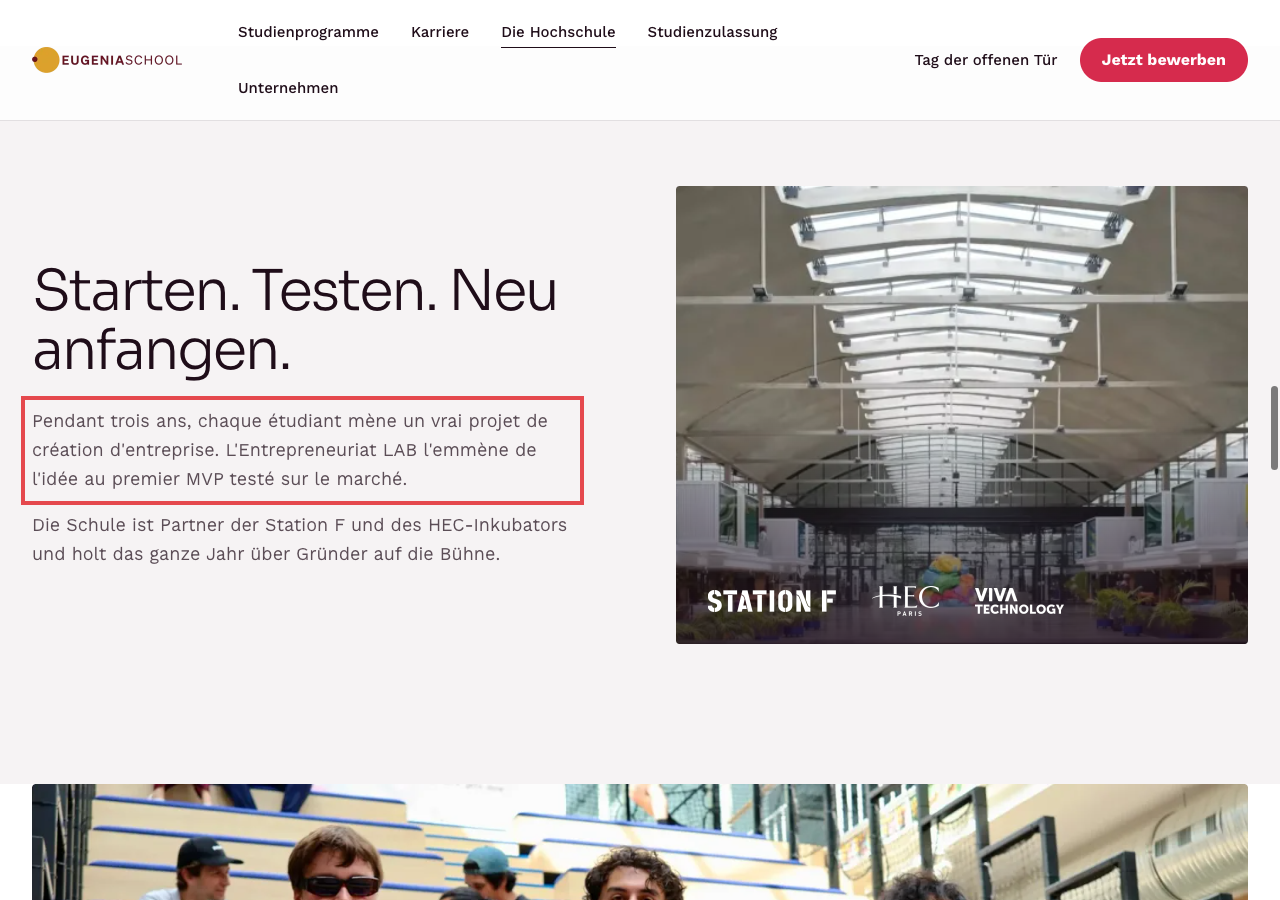 Studienprogramme
Karriere
Die Hochschule
Studienzulassung
Unternehmen
EUGENIASCHOOL
Tag der offenen Tür
Jetzt bewerben
Starten. Testen. Neu
anfangen.
Pendant trois ans, chaque étudiant mène un vrai projet de
création d'entreprise. L'Entrepreneuriat LAB l'emmène de
l'idée au premier MVP testé sur le marché.
Die Schule ist Partner der Station F und des HEC-Inkubators
und holt das ganze Jahr über Gründer auf die Bühne.
STATION F
HEC
PARIS
VIVA
TECHNOLOGY